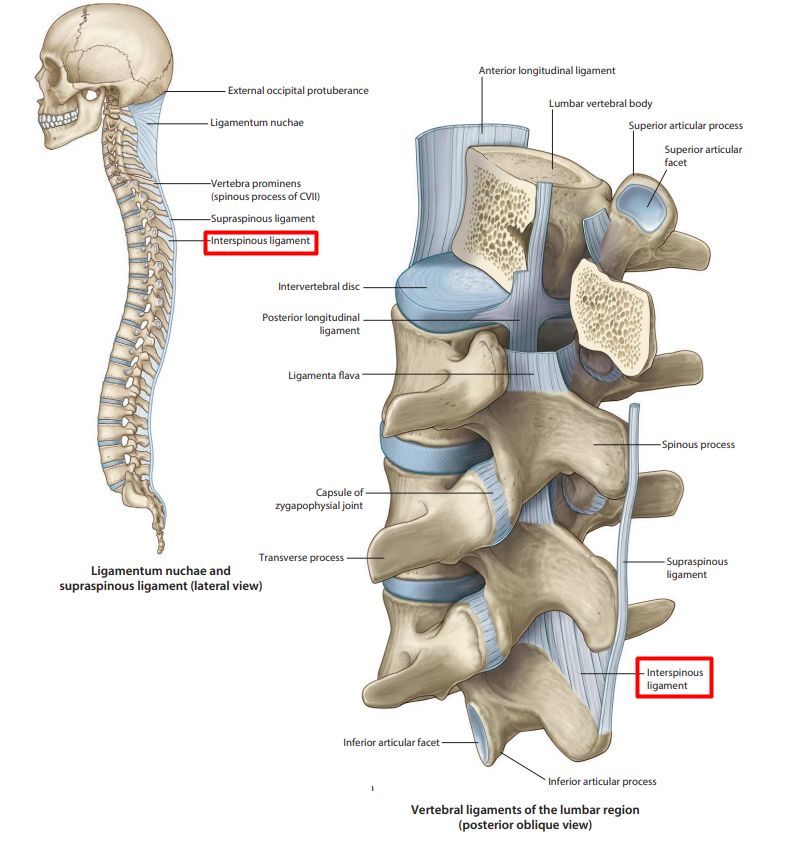 External occipital protuberance
Ligamentum nuchae
Vertebra prominens
(spinous process of CVII)
Supraspinous ligament
Interspinous ligament
Ligamentum nuchae and
supraspinous ligament (lateral view)
Anterior longitudinal ligament
Lumbar vertebral body
Superior articular process
Superior articular
facet
Intervertebral disc
Posterior longitudinal
ligament
Ligamenta flava
Spinous process
Capsule of
zygapophysial joint
Transverse process
Supraspinous
ligament
Interspinous
ligament
Inferior articular facet
Inferior articular process
Vertebral ligaments of the lumbar region
(posterior oblique view)